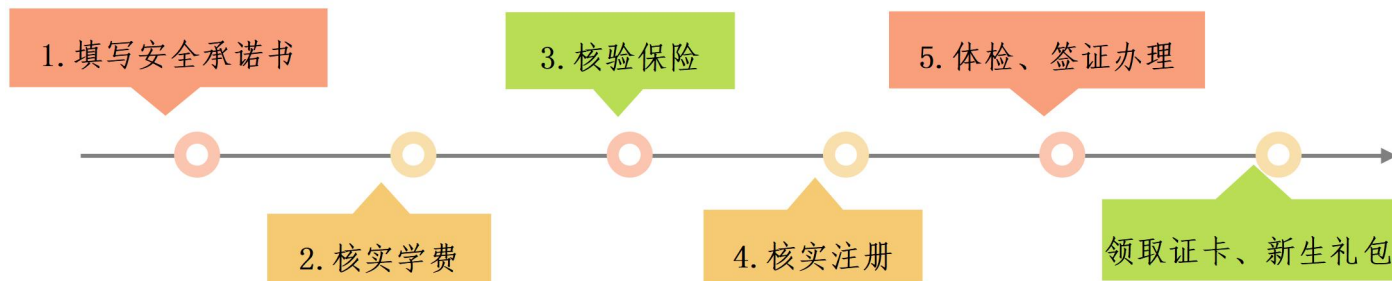 1.填写安全承诺书
2.核实学费
3.核验保险
4.核实注册
5.体检、签证办理
领取证卡、新生礼包